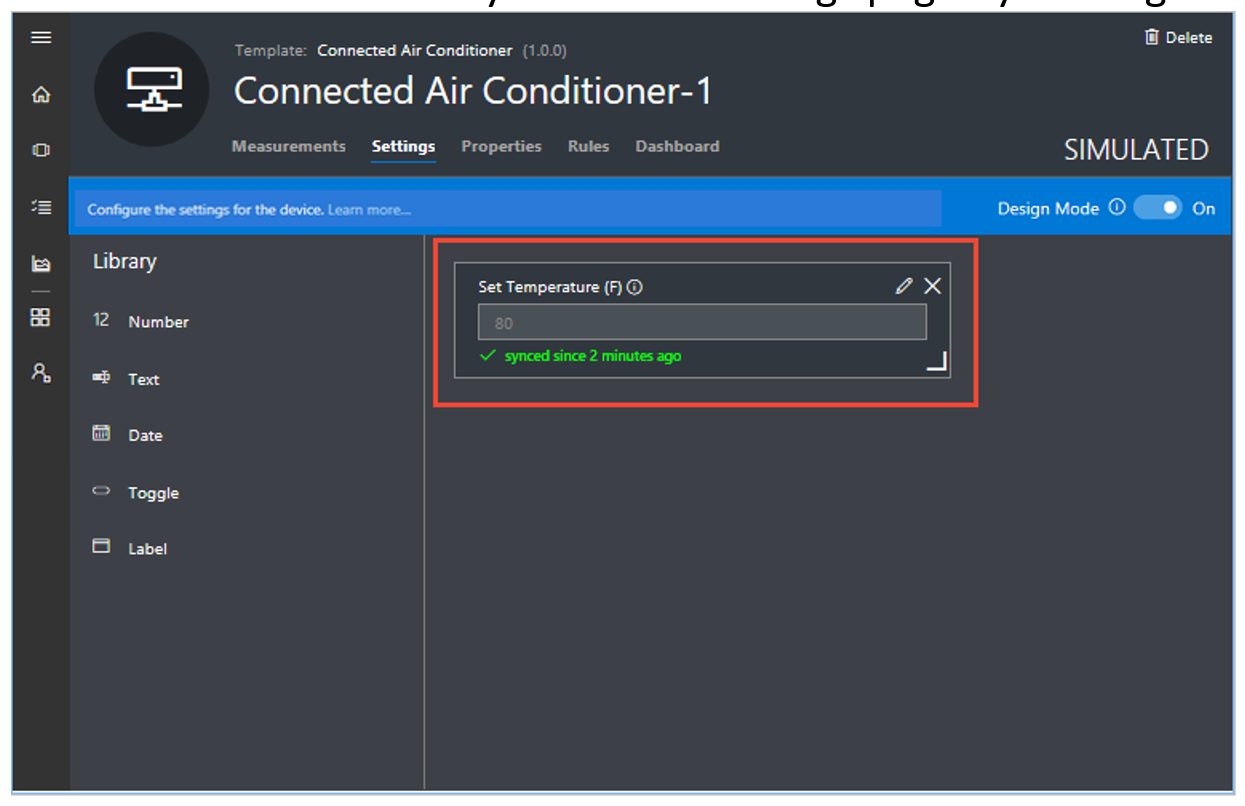 Delete
Template: Connected Air Conditioner (1.0.0)
Connected Air Conditioner-1
Measurements Settings Properties Rules Dashboard
SIMULATED
Configure the settings for the device. Learn more...
Design Mode On
Library
12 Number
Text
Date
Toggle
Label
Set Temperature (F)
80
synced since 2 minutes ago